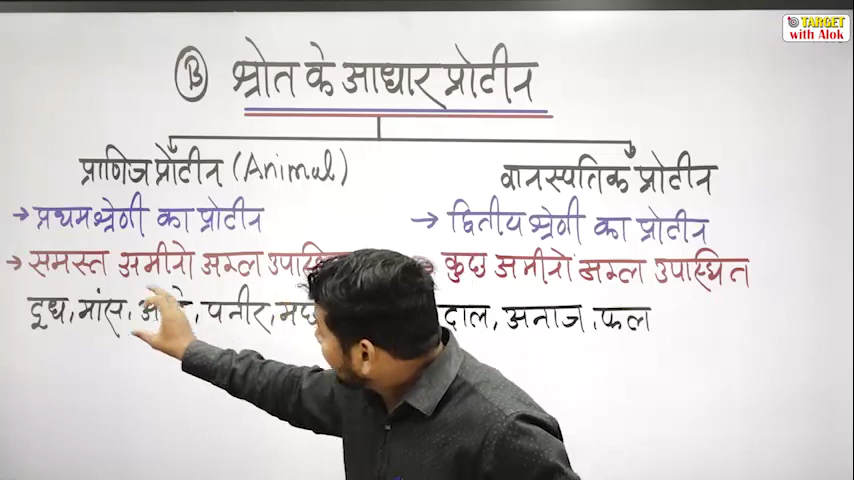 TARGET
with Alok
B श्रोत के आधार प्रोटीन
प्राणिज प्रोटीन (Animal)
वानस्पतिक प्रोटीन
→ प्रथम श्रेणी का प्रोटीन
→ द्वितीय श्रेणी का प्रोटीन
→ समस्त अमीनो अम्ल
कुछ अमीनो अम्ल उपस्थित
दूध, मांस, पनीर,
दाल, अनाज, फल